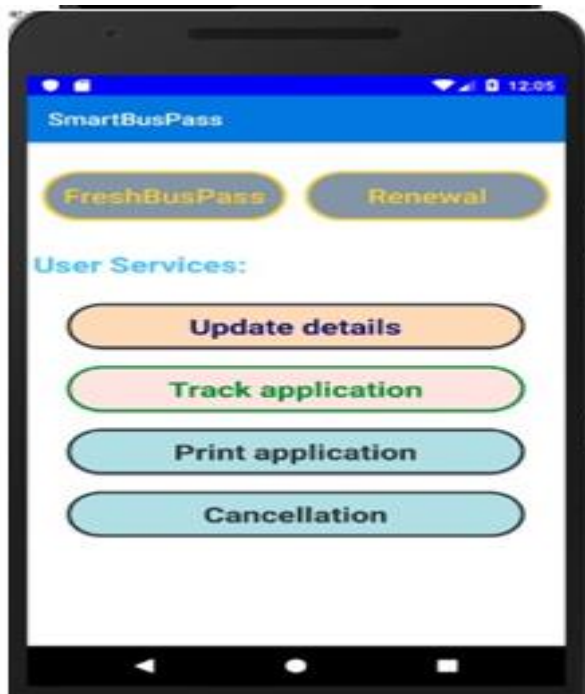 12:05
SmartBusPass
FreshBusPass Renewal
User Services:
Update details
Track application
Print application
Cancellation